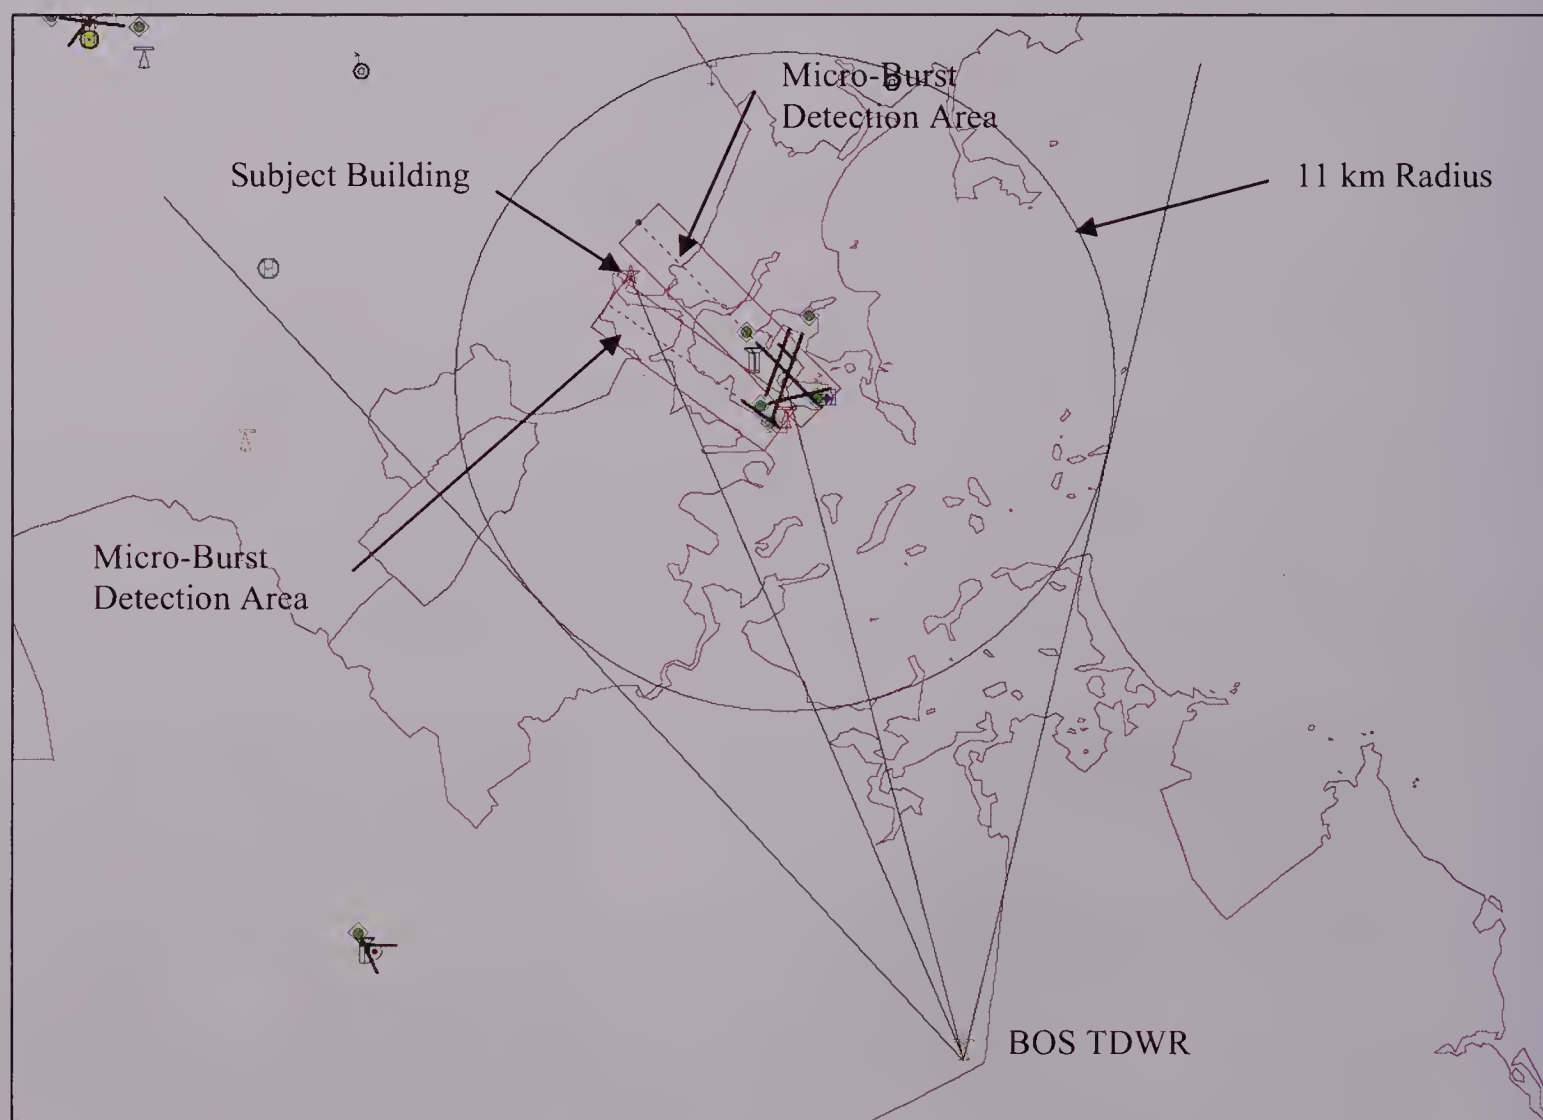 Micro-Burst
Detection Area
Subject Building
11 km Radius
Micro-Burst
Detection Area
BOS TDWR